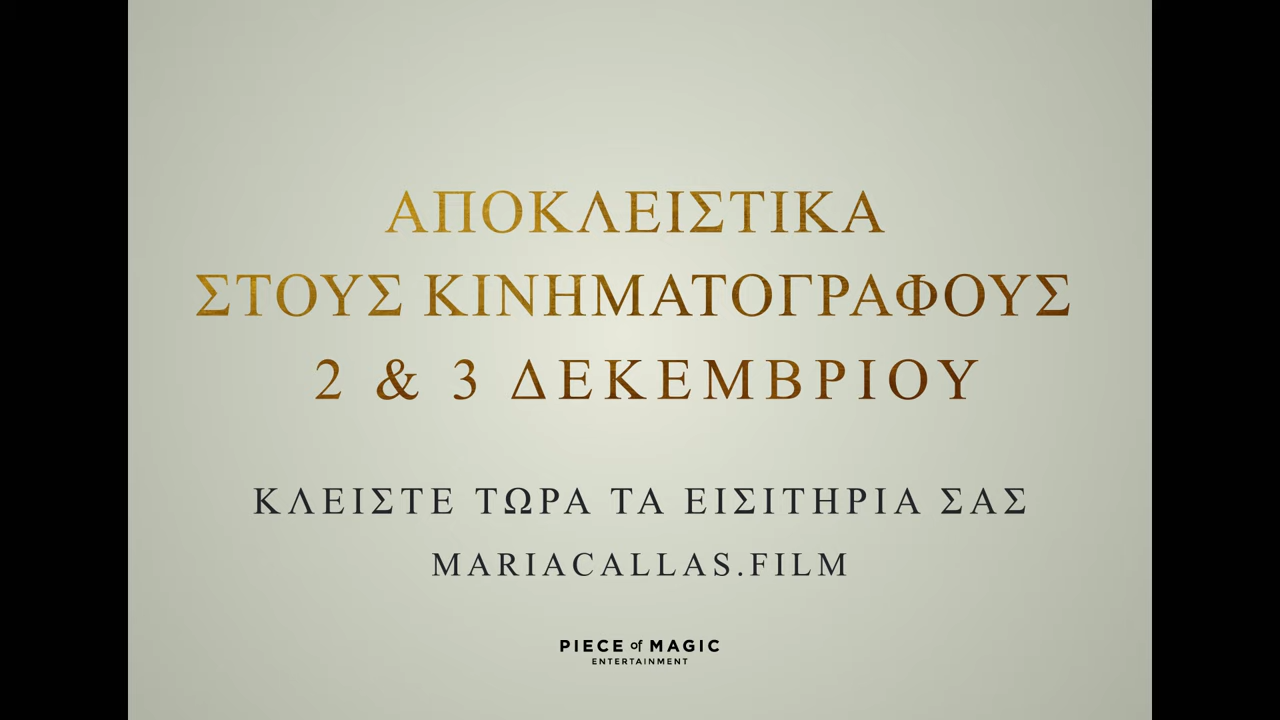 ΑΠΟΚΛΕΙΣΤΙΚΑ
ΣΤΟΥΣ ΚΙΝΗΜΑΤΟΓΡΑΦΟΥΣ
2 & 3 ΔΕΚΕΜΒΡΙΟΥ
ΚΛΕΙΣΤΕ ΤΩΡΑ ΤΑ ΕΙΣΙΤΗΡΙΑ ΣΑΣ
MARIACALLAS.FILM
PIECE of MAGIC
ENTERTAINMENT